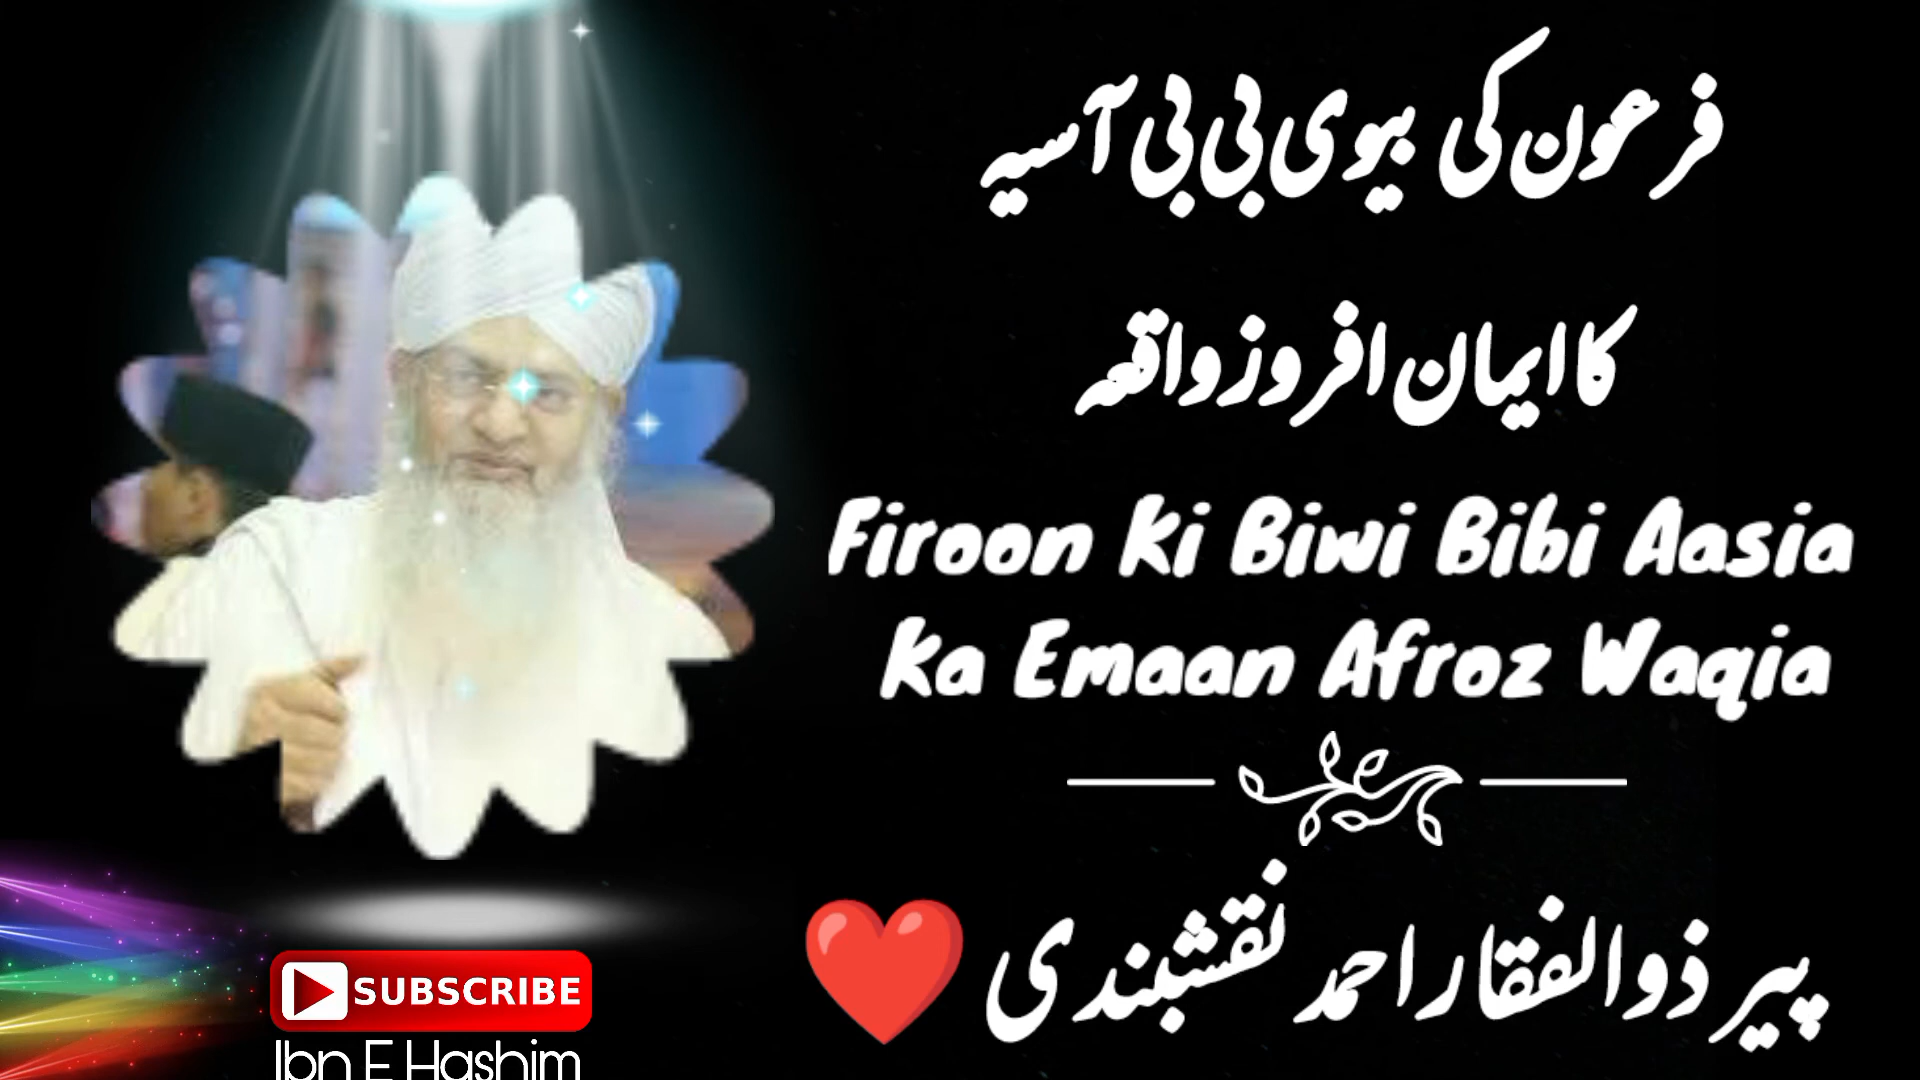 فرعون کی بیوی بی بی آسیہ
کا ایمان افروز واقعہ
Firoon Ki Biwi Bibi Aasia
Ka Emaan Afroz Waqia
پیر ذوالفقار احمد نقشبندی ❤️
SUBSCRIBE
Ibn E Hashim